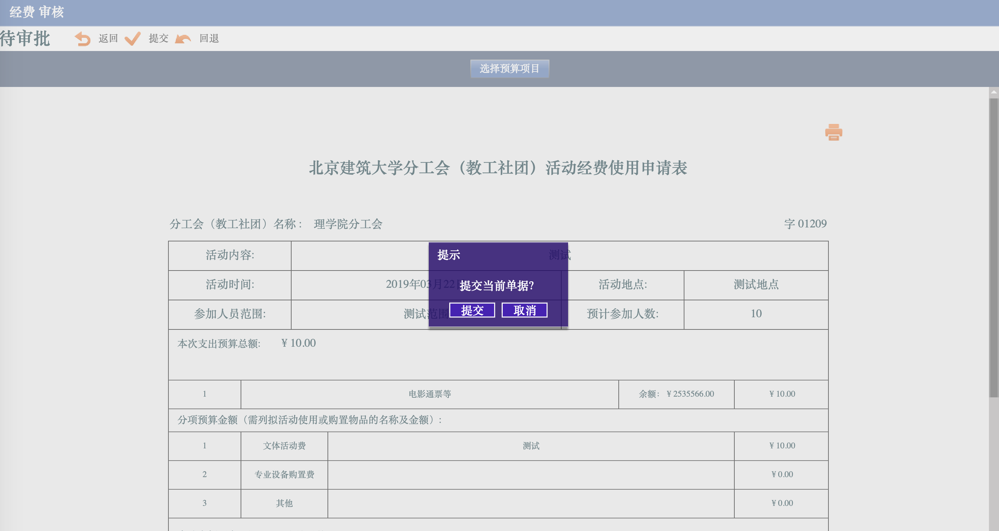 经费 审核
待审批 返回 提交 回退
选择预算项目
北京建筑大学分工会（教工社团）活动经费使用申请表
分工会（教工社团）名称： 理学院分工会 字 01209
活动内容: 测试
活动时间: 2019年03月22日 活动地点: 测试地点
参加人员范围: 测试范围 预计参加人数: 10
提示
提交当前单据？
提交 取消
本次支出预算总额: ¥ 10.00
1 电影通票等 余额： ¥ 2535566.00 ¥ 10.00
分项预算金额（需列拟活动使用或购置物品的名称及金额）:
1 文体活动费 测试 ¥ 10.00
2 专业设备购置费 ¥ 0.00
3 其他 ¥ 0.00